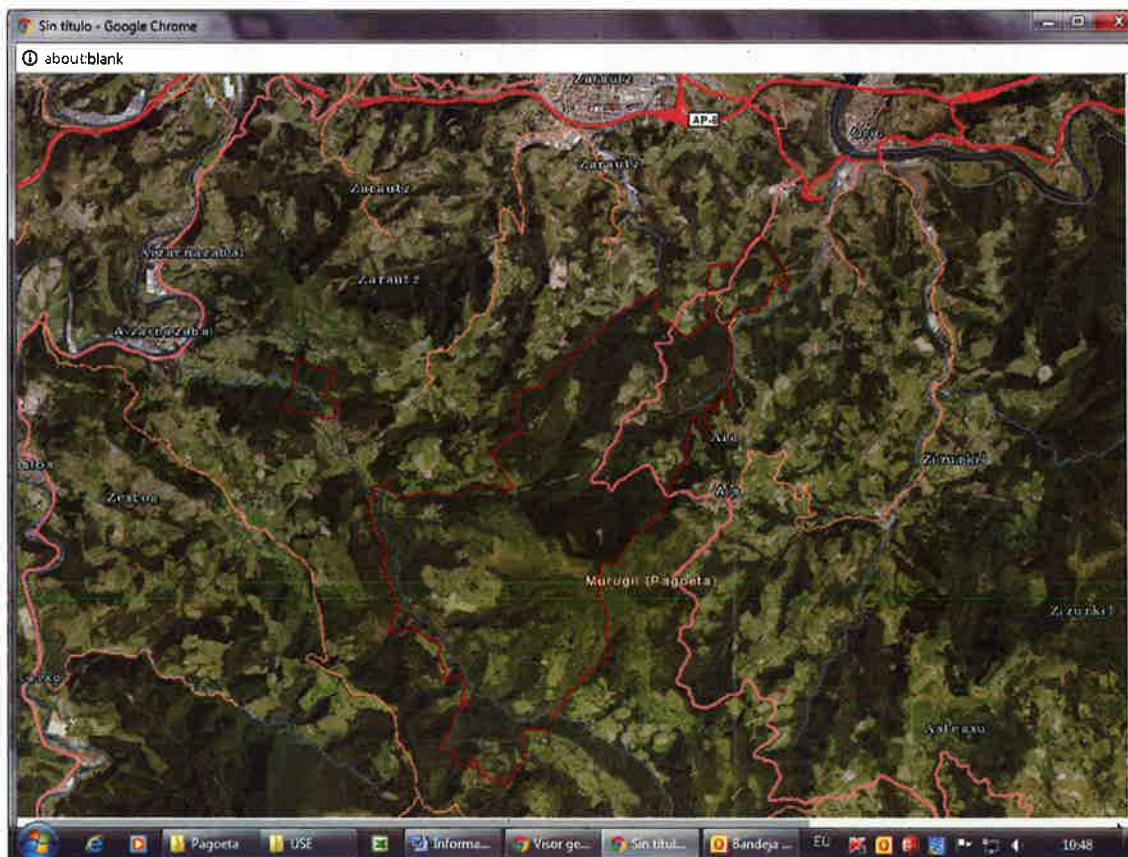 Sin título - Google Chrome
about:blank
Zarautz
AP-8
Orio
Zarautz
Zarautz
Aizarnazabal
Zarautz
Aizarnazabal
Aia
Zizurkil
Zestoa
Aia
1
Murugil (Pagoeta)
Zizurkil
Pagoeta
USE
Informa...
Visor ge...
Sin títul...
Bandeja ...
EU
10:48